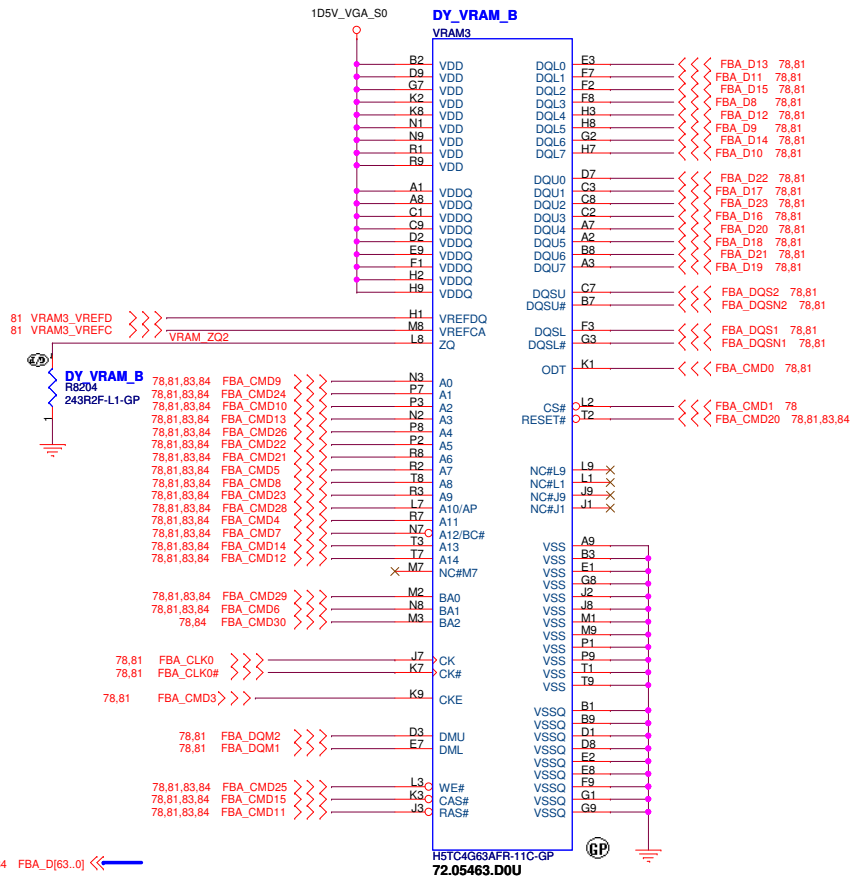 1D5V_VGA_S0
DY_VRAM_B
VRAM3
B2 VDD
D9 VDD
G7 VDD
K2 VDD
K8 VDD
N1 VDD
N9 VDD
R1 VDD
R9 VDD
A1 VDDQ
A8 VDDQ
C1 VDDQ
C9 VDDQ
D2 VDDQ
E9 VDDQ
F1 VDDQ
H2 VDDQ
H9 VDDQ
81 VRAM3_VREFD H1 VREFDQ
81 VRAM3_VREFC M8 VREFCA
VRAM_ZQ2 L8 ZQ
DY_VRAM_B
R8204
243R2F-L1-GP
1
78,81,83,84 FBA_CMD9 N3 A0
78,81,83,84 FBA_CMD24 P7 A1
78,81,83,84 FBA_CMD10 P3 A2
78,81,83,84 FBA_CMD13 N2 A3
78,81,83,84 FBA_CMD26 P8 A4
78,81,83,84 FBA_CMD22 P2 A5
78,81,83,84 FBA_CMD21 R8 A6
78,81,83,84 FBA_CMD5 R2 A7
78,81,83,84 FBA_CMD8 T8 A8
78,81,83,84 FBA_CMD23 R3 A9
78,81,83,84 FBA_CMD28 L7 A10/AP
78,81,83,84 FBA_CMD4 R7 A11
78,81,83,84 FBA_CMD7 N7 A12/BC#
78,81,83,84 FBA_CMD14 T3 A13
78,81,83,84 FBA_CMD12 T7 A14
M7 NC#M7
78,81,83,84 FBA_CMD29 M2 BA0
78,81,83,84 FBA_CMD6 N8 BA1
78,84 FBA_CMD30 M3 BA2
78,81 FBA_CLK0 J7 CK
78,81 FBA_CLK0# K7 CK#
78,81 FBA_CMD3 K9 CKE
78,81 FBA_DQM2 D3 DMU
78,81 FBA_DQM1 E7 DML
78,81,83,84 FBA_CMD25 L3 WE#
78,81,83,84 FBA_CMD15 K3 CAS#
78,81,83,84 FBA_CMD11 J3 RAS#
DQL0 E3 FBA_D13 78,81
DQL1 F7 FBA_D11 78,81
DQL2 F2 FBA_D15 78,81
DQL3 F8 FBA_D8 78,81
DQL4 H3 FBA_D12 78,81
DQL5 H8 FBA_D9 78,81
DQL6 G2 FBA_D14 78,81
DQL7 H7 FBA_D10 78,81
DQU0 D7 FBA_D22 78,81
DQU1 C3 FBA_D17 78,81
DQU2 C8 FBA_D23 78,81
DQU3 C2 FBA_D16 78,81
DQU4 A7 FBA_D20 78,81
DQU5 A2 FBA_D18 78,81
DQU6 B8 FBA_D21 78,81
DQU7 A3 FBA_D19 78,81
DQSU C7 FBA_DQS2 78,81
DQSU# B7 FBA_DQSN2 78,81
DQSL F3 FBA_DQS1 78,81
DQSL# G3 FBA_DQSN1 78,81
ODT K1 FBA_CMD0 78,81
CS# L2 FBA_CMD1 78
RESET# T2 FBA_CMD20 78,81,83,84
NC#L9 L9
NC#L1 L1
NC#J9 J9
NC#J1 J1
VSS A9
VSS B3
VSS E1
VSS G8
VSS J2
VSS J8
VSS M1
VSS M9
VSS P1
VSS P9
VSS T1
VSS T9
VSSQ B1
VSSQ B9
VSSQ D1
VSSQ D8
VSSQ E2
VSSQ E8
VSSQ F9
VSSQ G1
VSSQ G9
GP
H5TC4G63AFR-11C-GP
72.05463.D0U
4 FBA_D[63..0]